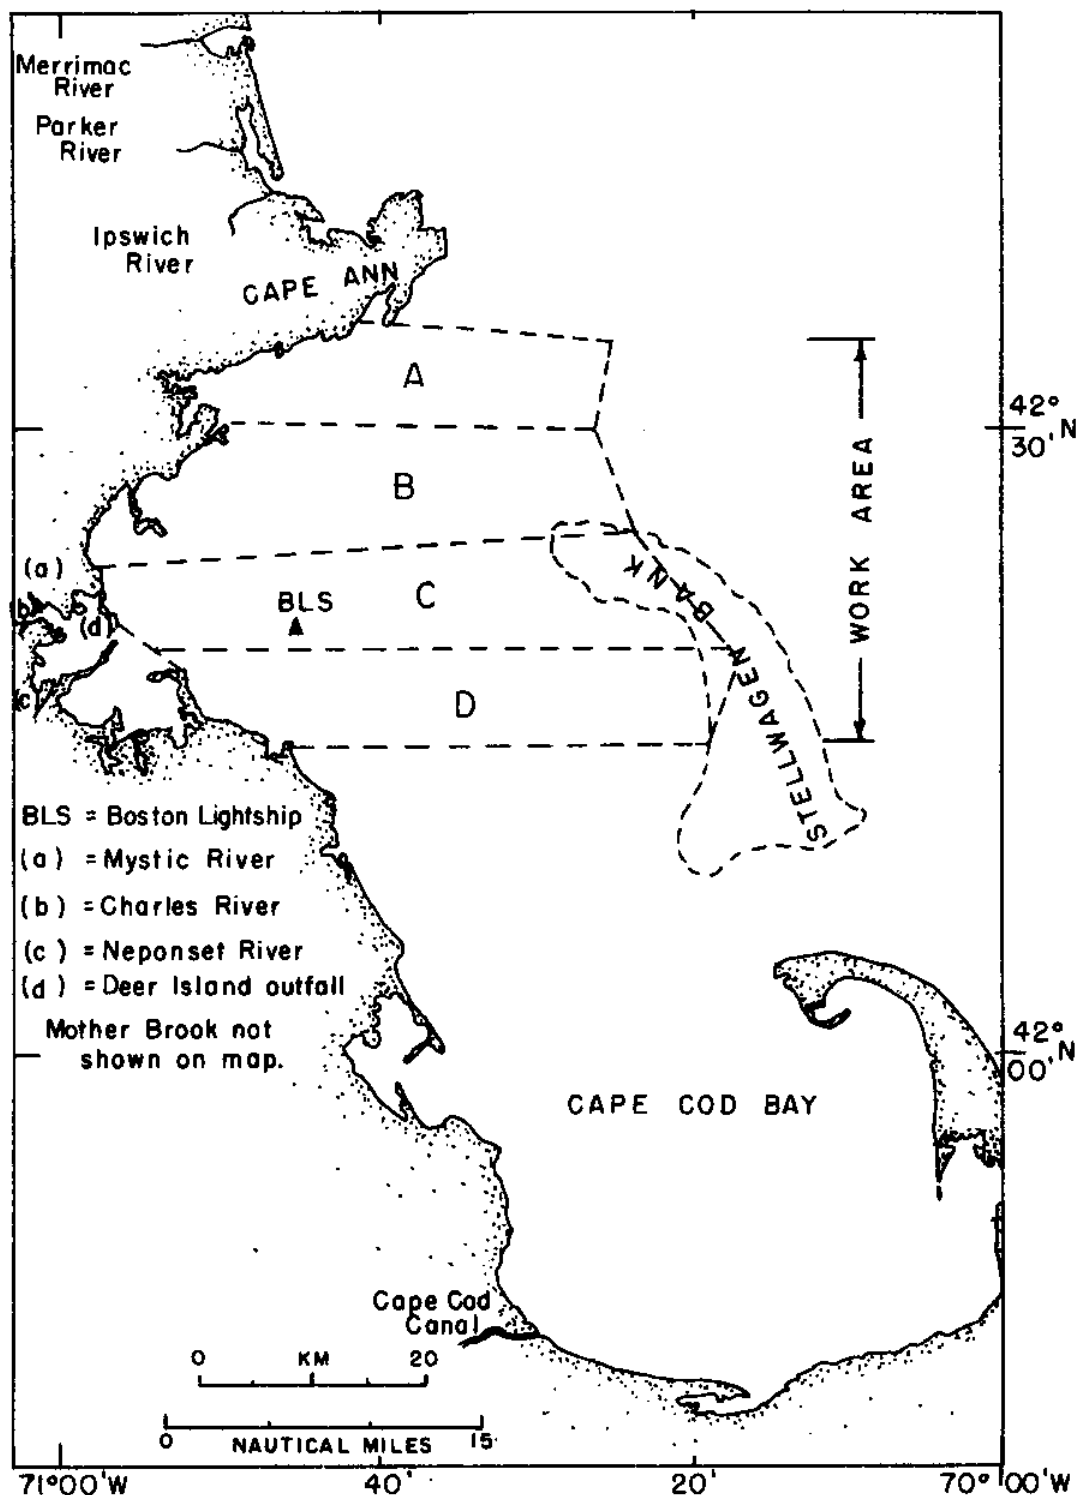 Merrimac
River
Parker
River
Ipswich
River
CAPE ANN
A
42°
30' N
B
WORK AREA
(a)
(b)
BLS
C
(d)
(c)
D
STELLWAGEN BANK
BLS = Boston Lightship
(a) = Mystic River
(b) = Charles River
(c) = Neponset River
(d) = Deer Island outfall
Mother Brook not
shown on map.
42°
00' N
CAPE COD BAY
Cape Cod
Canal
0 KM 20
0 NAUTICAL MILES 15
71°00'W 40' 20' 70°00'W